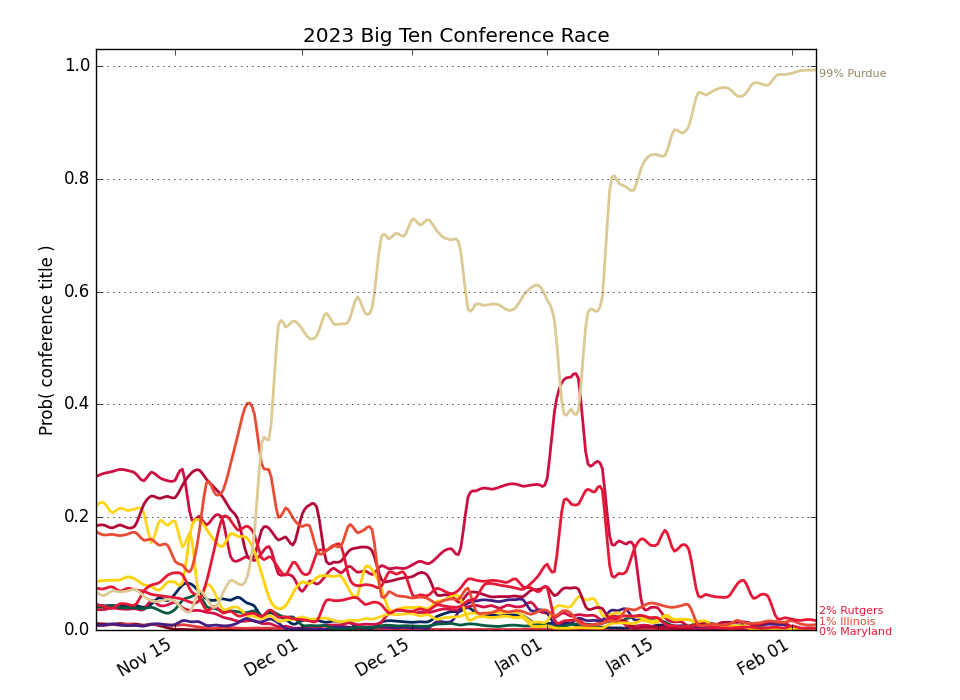 2023 Big Ten Conference Race
Prob( conference title )
1.0
0.8
0.6
0.4
0.2
0.0
Nov 15
Dec 01
Dec 15
Jan 01
Jan 15
Feb 01
99% Purdue
2% Rutgers
1% Illinois
0% Maryland